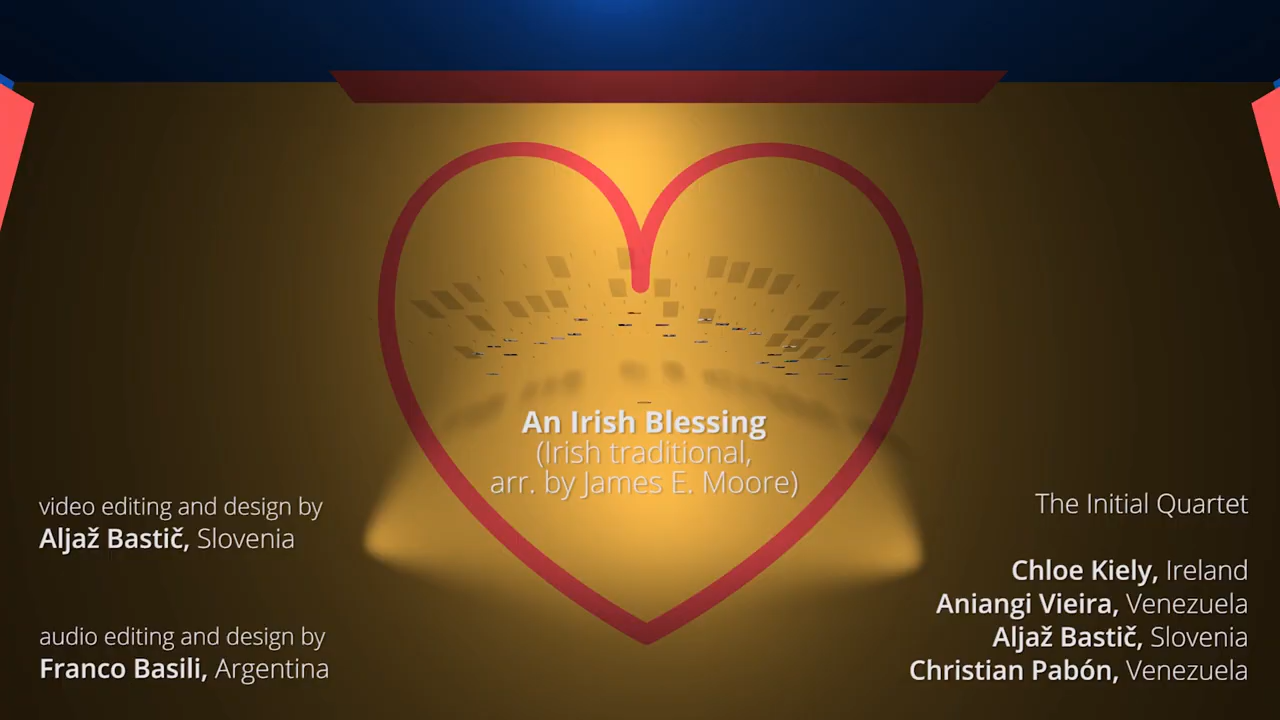 An Irish Blessing
(Irish traditional,
arr. by James E. Moore)
video editing and design by
Aljaž Bastič, Slovenia
audio editing and design by
Franco Basili, Argentina
The Initial Quartet
Chloe Kiely, Ireland
Aniangi Vieira, Venezuela
Aljaž Bastič, Slovenia
Christian Pabón, Venezuela